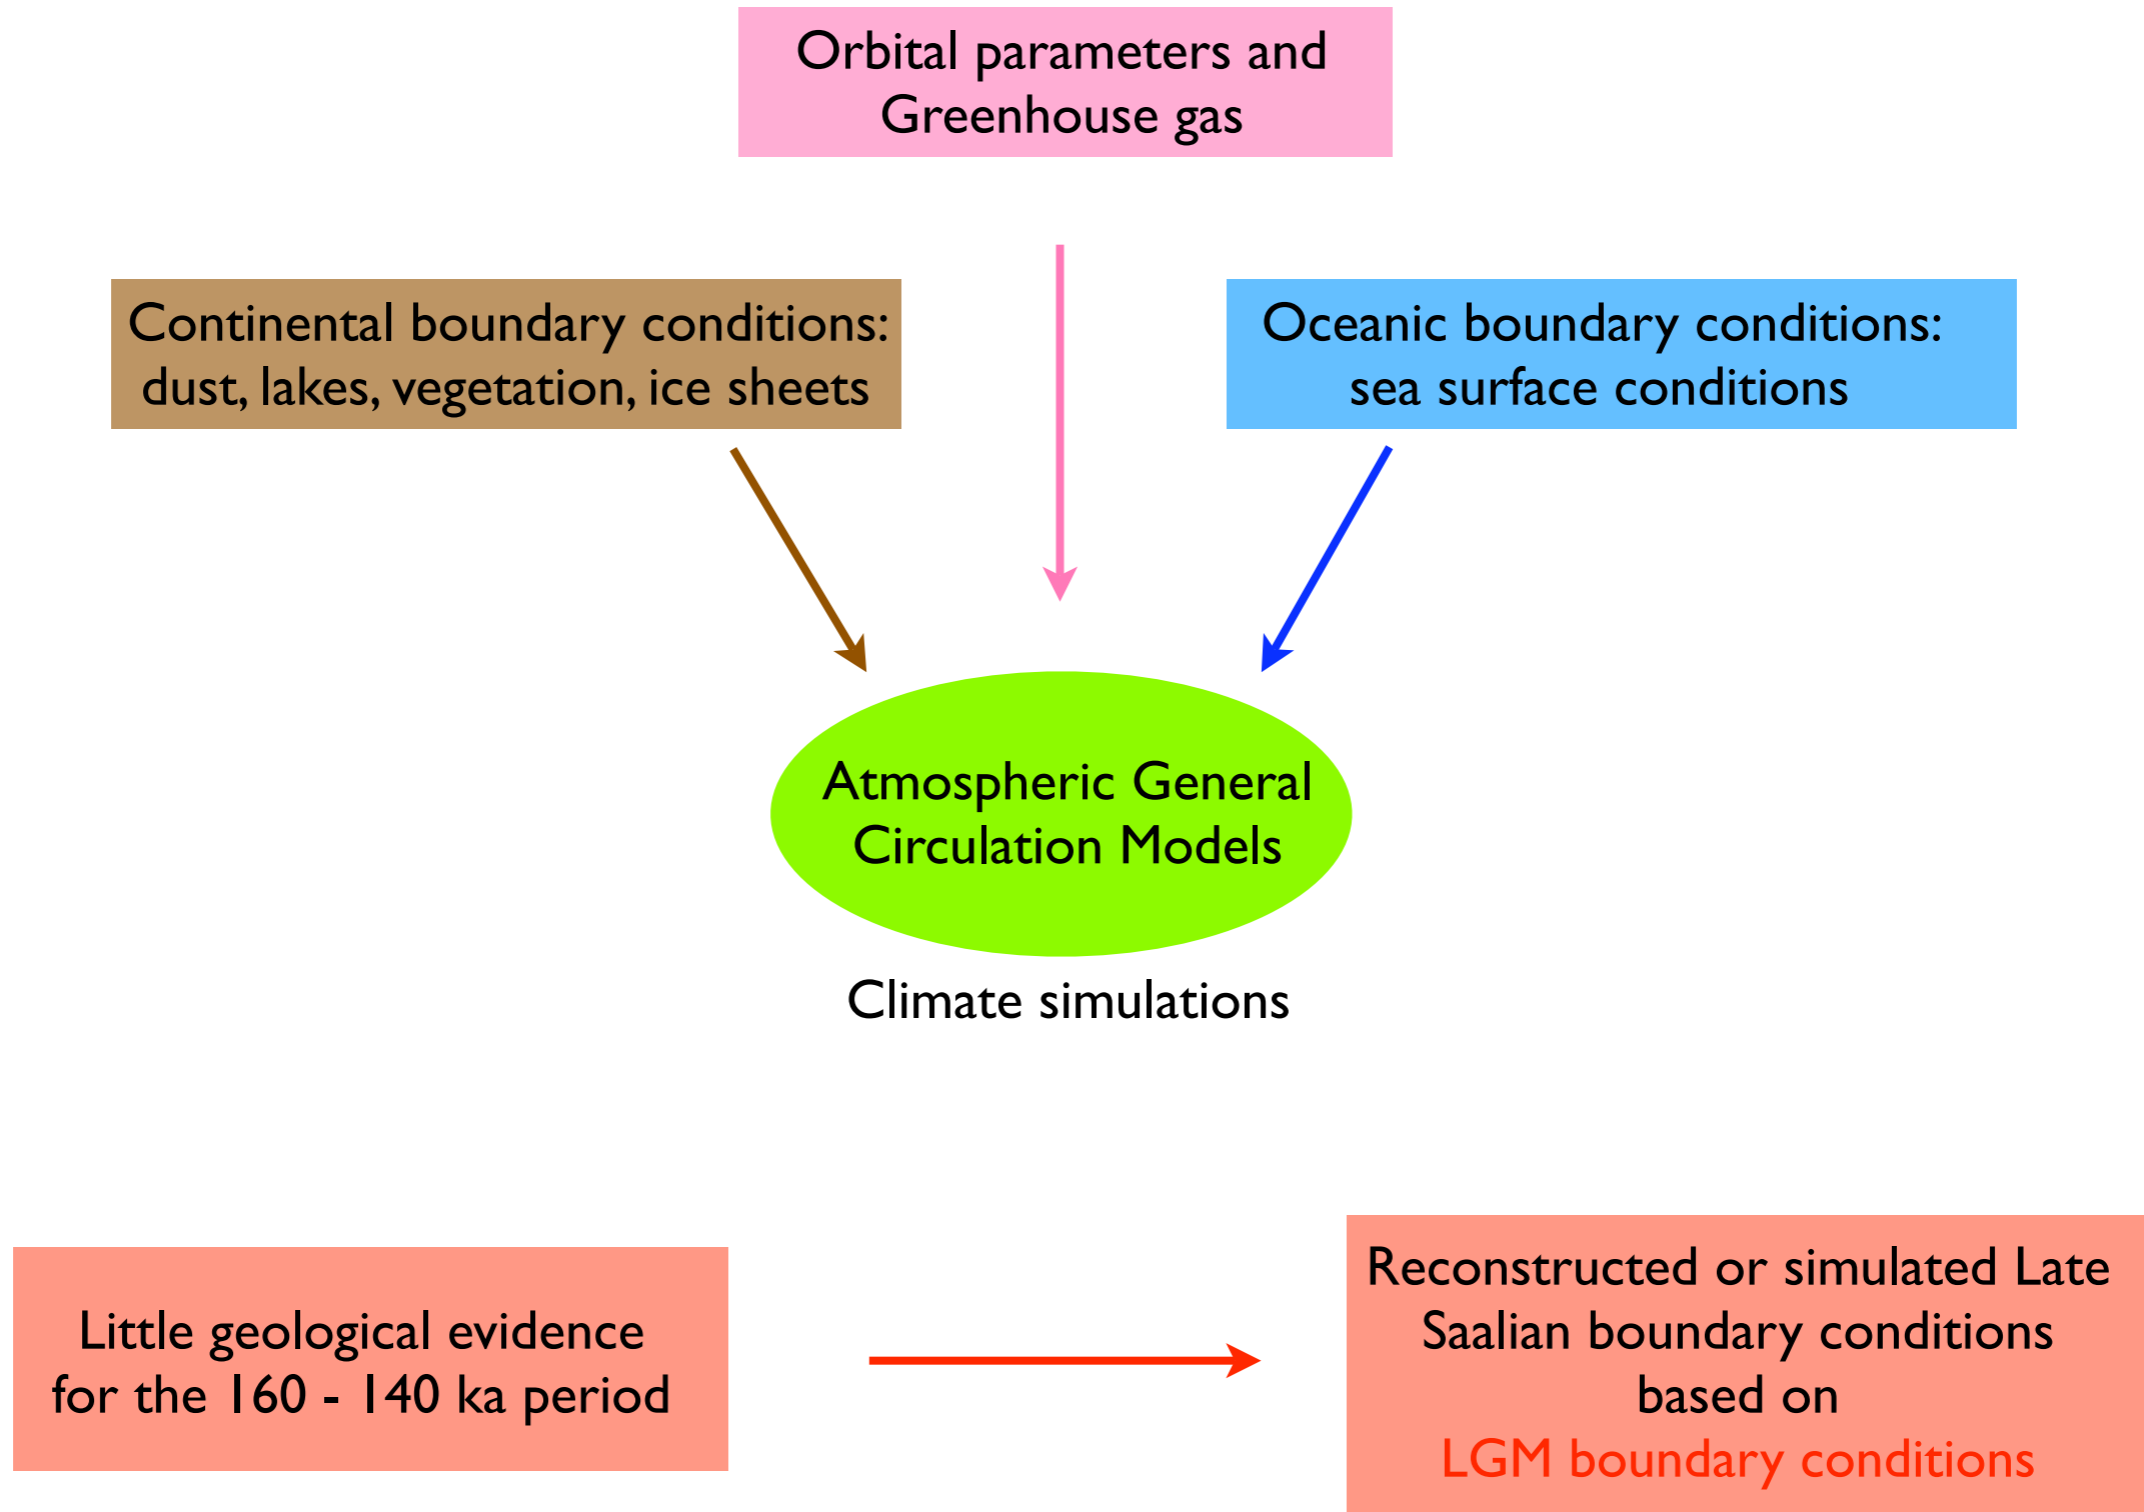 Orbital parameters and
Greenhouse gas
Continental boundary conditions:
dust, lakes, vegetation, ice sheets
Oceanic boundary conditions:
sea surface conditions
Atmospheric General
Circulation Models
Climate simulations
Little geological evidence
for the 160 - 140 ka period
Reconstructed or simulated Late
Saalian boundary conditions
based on
LGM boundary conditions